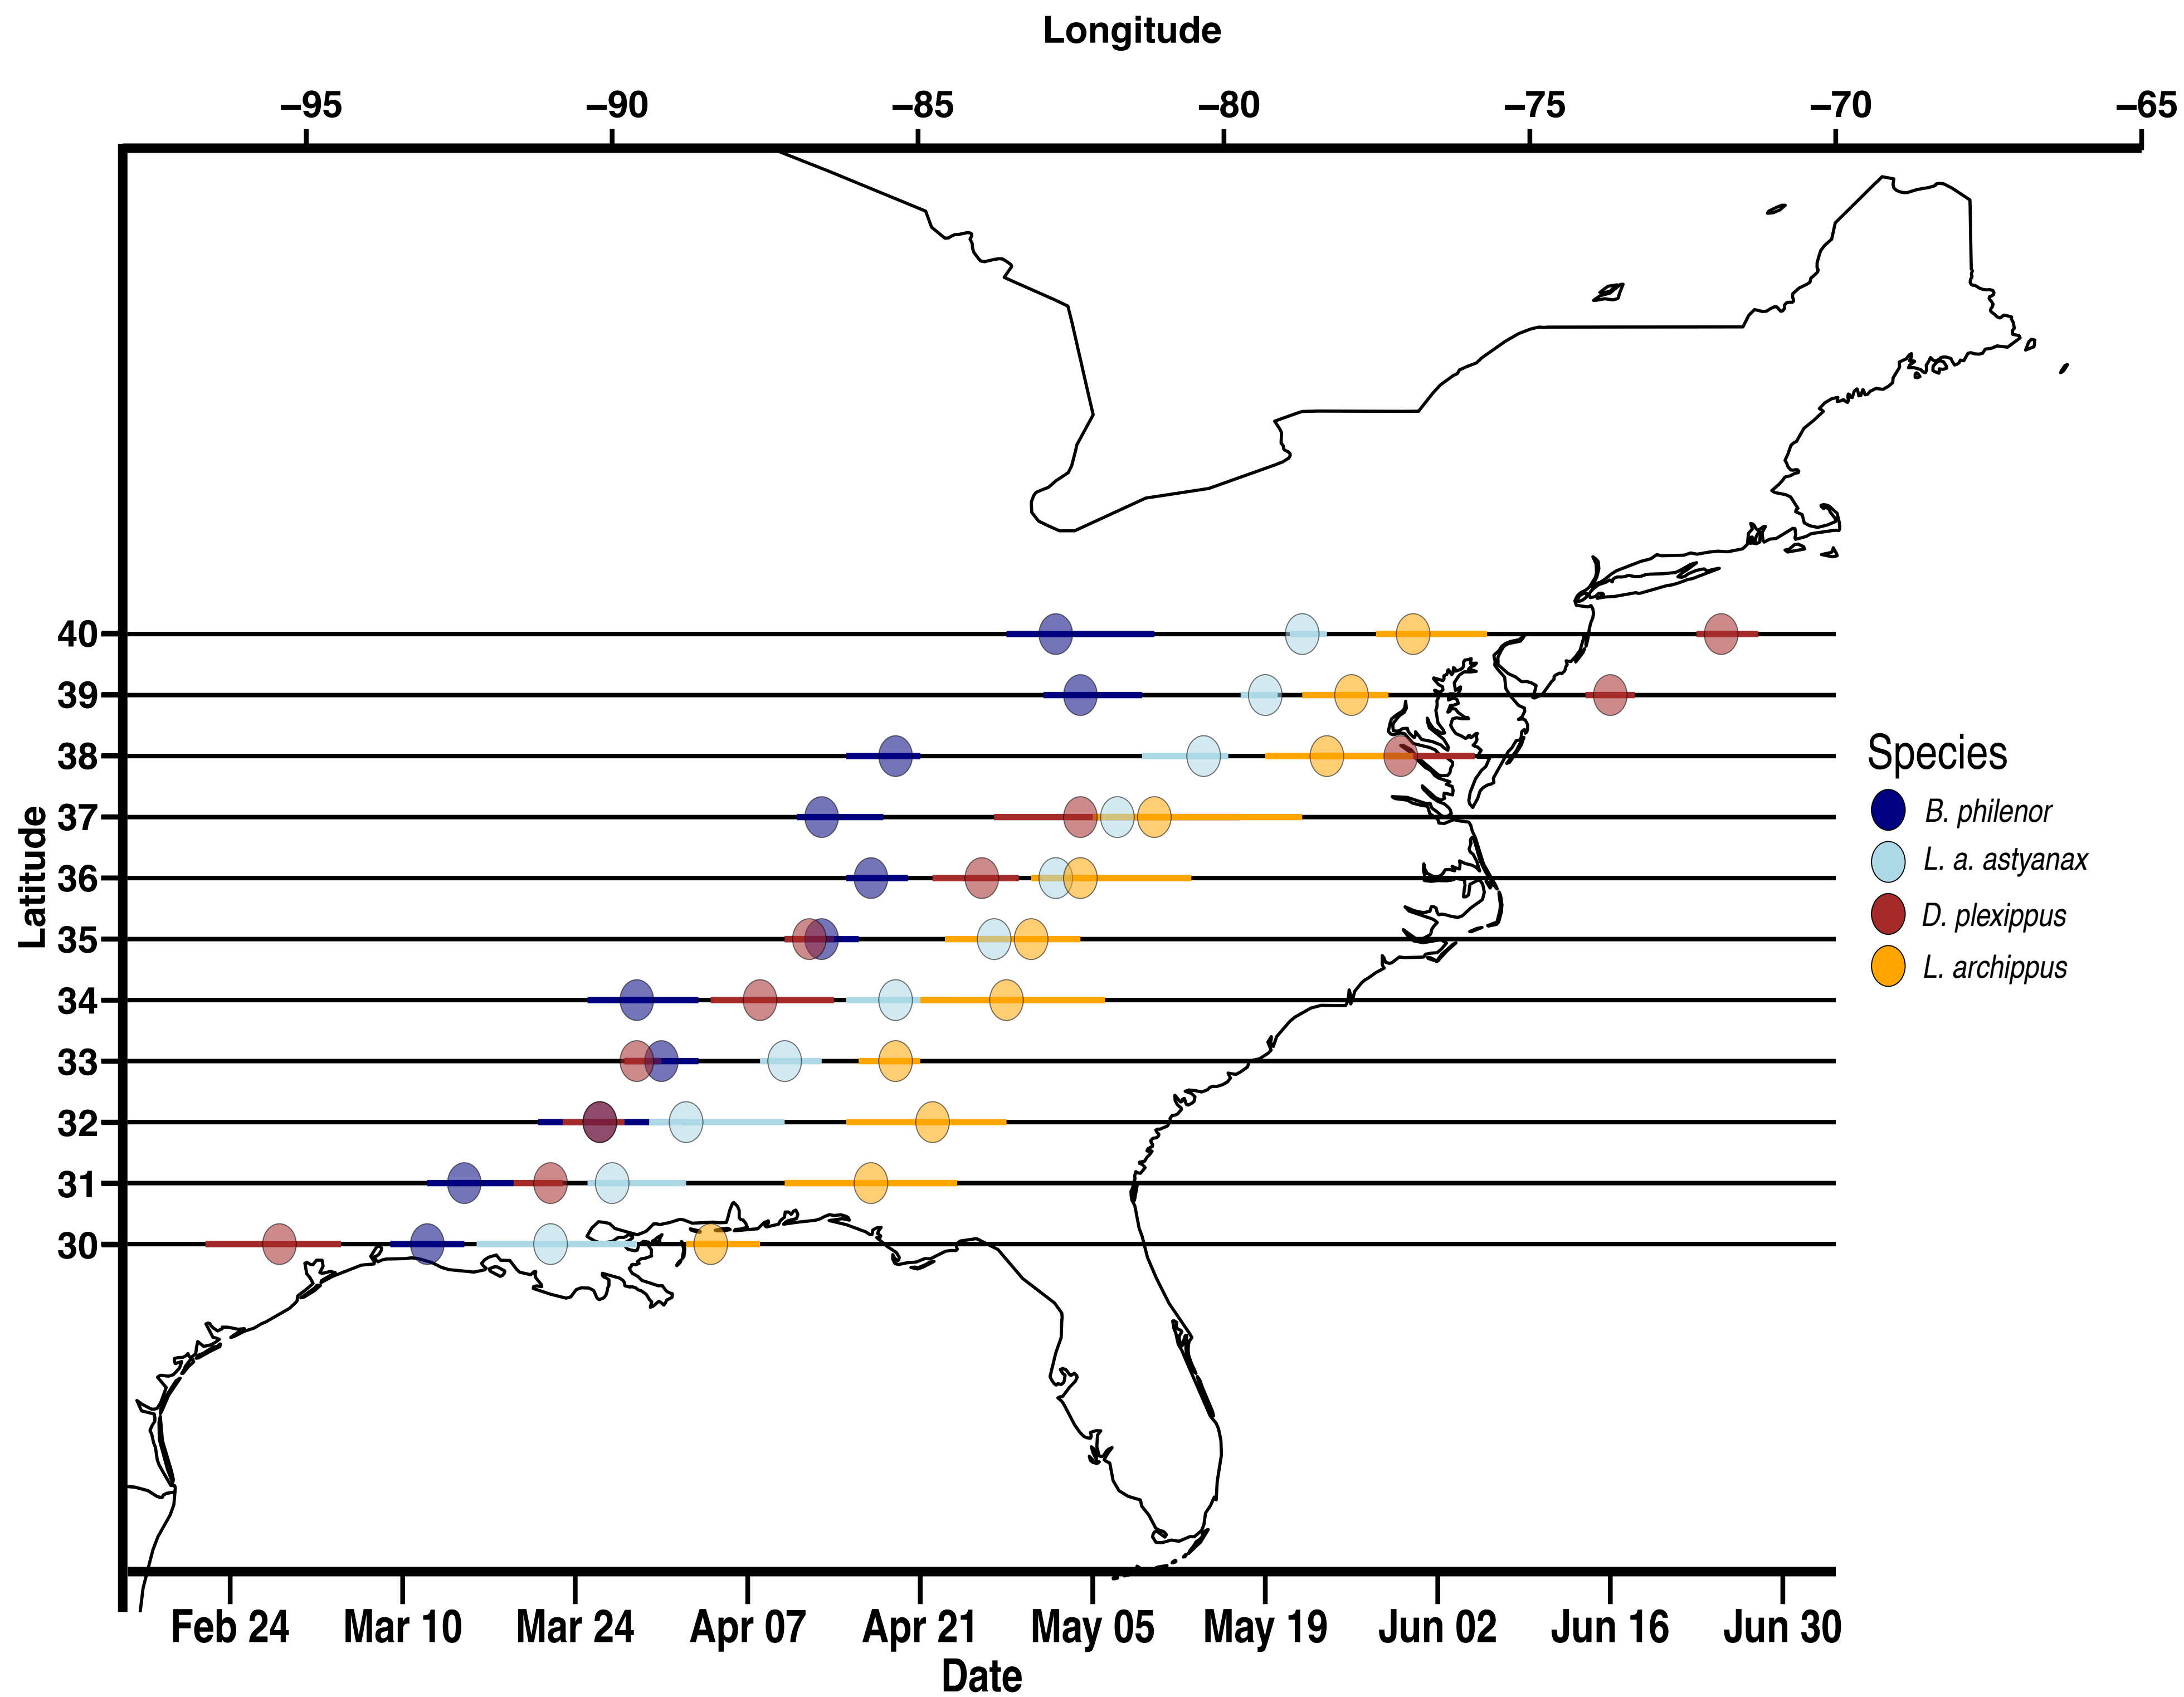 Longitude
−95 −90 −85 −80 −75 −70 −65
40
39
38
37
36
35
34
33
32
31
30
Latitude
Species
B. philenor
L. a. astyanax
D. plexippus
L. archippus
Feb 24 Mar 10 Mar 24 Apr 07 Apr 21 May 05 May 19 Jun 02 Jun 16 Jun 30
Date